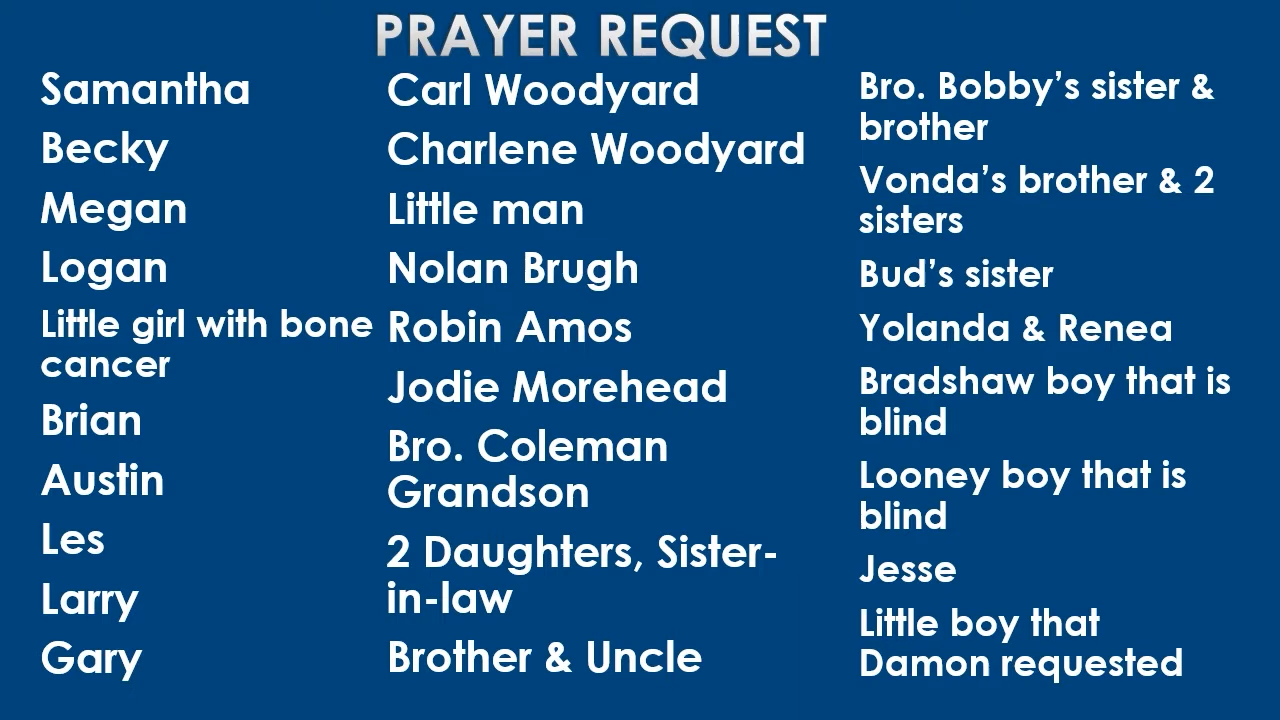 PRAYER REQUEST
Samantha
Becky
Megan
Logan
Little girl with bone
cancer
Brian
Austin
Les
Larry
Gary
Carl Woodyard
Charlene Woodyard
Little man
Nolan Brugh
Robin Amos
Jodie Morehead
Bro. Coleman
Grandson
2 Daughters, Sister-
in-law
Brother & Uncle
Bro. Bobby’s sister &
brother
Vonda’s brother & 2
sisters
Bud’s sister
Yolanda & Renea
Bradshaw boy that is
blind
Looney boy that is
blind
Jesse
Little boy that
Damon requested